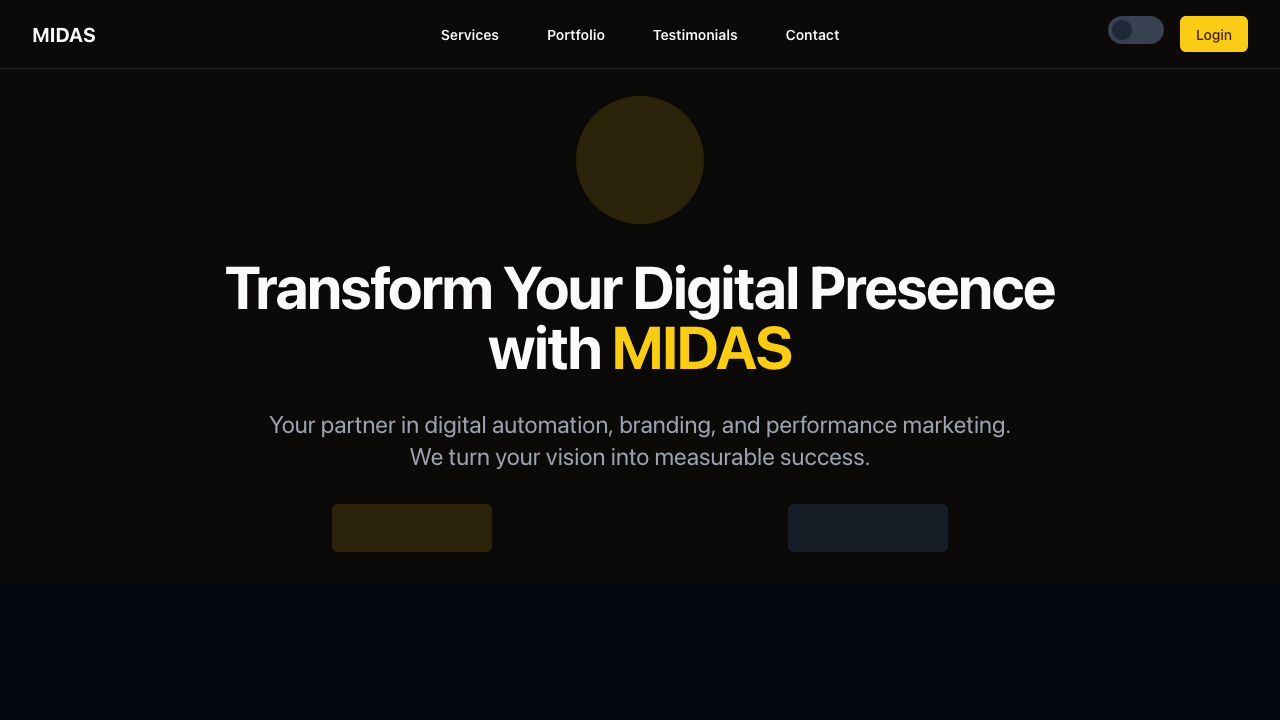 MIDAS
Services
Portfolio
Testimonials
Contact
Login
Transform Your Digital Presence
with MIDAS
Your partner in digital automation, branding, and performance marketing.
We turn your vision into measurable success.